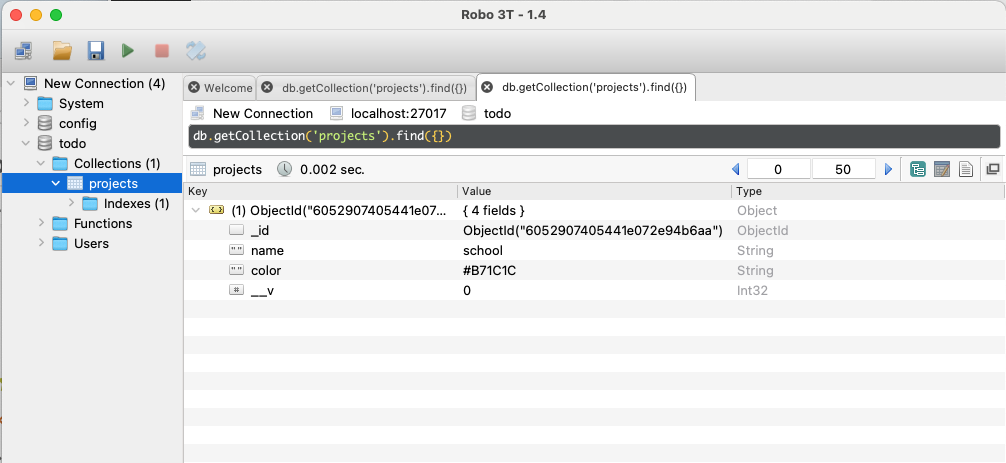 Robo 3T - 1.4
New Connection (4)
System
config
todo
Collections (1)
projects
Indexes (1)
Functions
Users
Welcome
db.getCollection('projects').find({})
db.getCollection('projects').find({})
New Connection localhost:27017 todo
db.getCollection('projects').find({})
projects 0.002 sec. 0 50
Key Value Type
(1) ObjectId("6052907405441e07... { 4 fields } Object
_id ObjectId("6052907405441e072e94b6aa") ObjectId
name school String
color #B71C1C String
__v 0 Int32